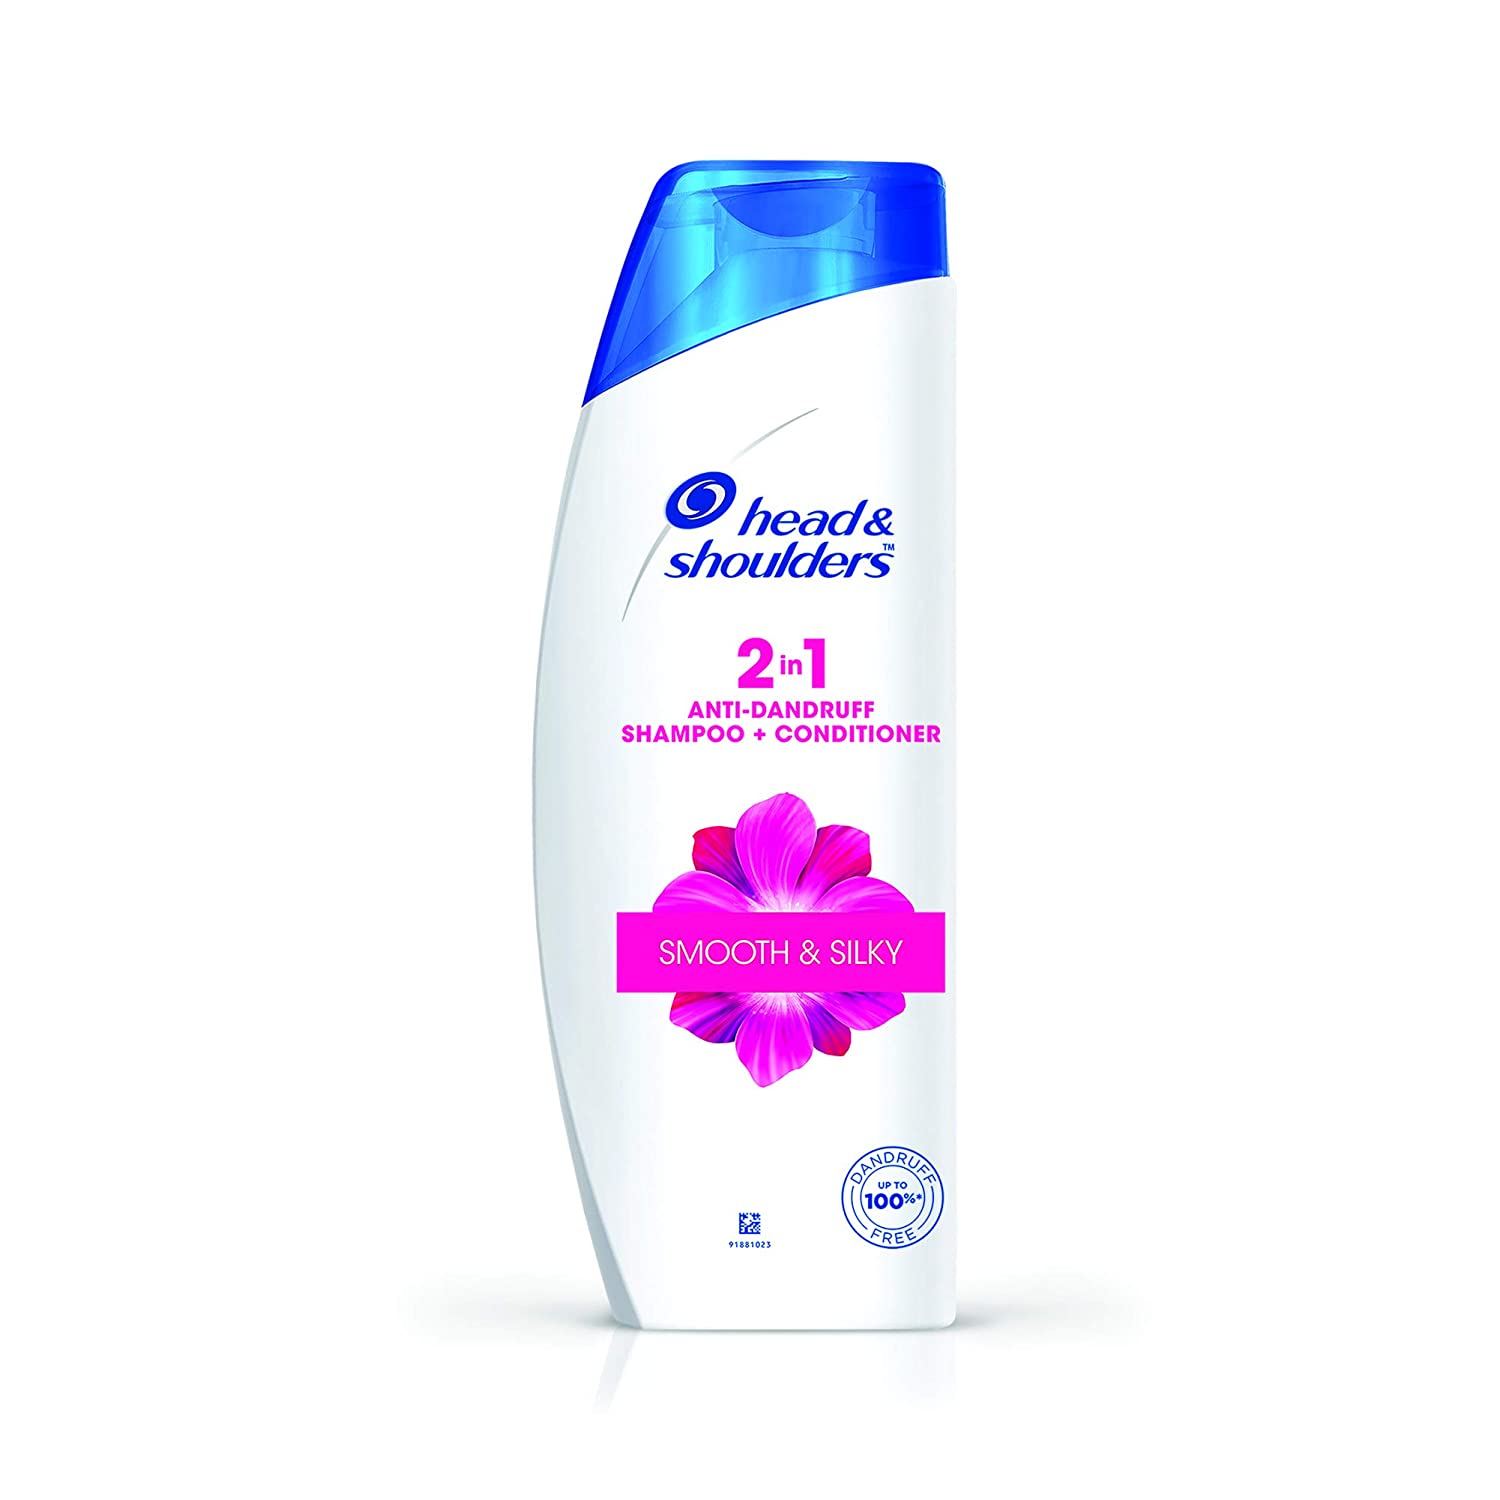 head &
shoulders™
2 in 1
ANTI-DANDRUFF
SHAMPOO + CONDITIONER
SMOOTH & SILKY
DANDRUFF
UP TO
100%*
FREE
91881023